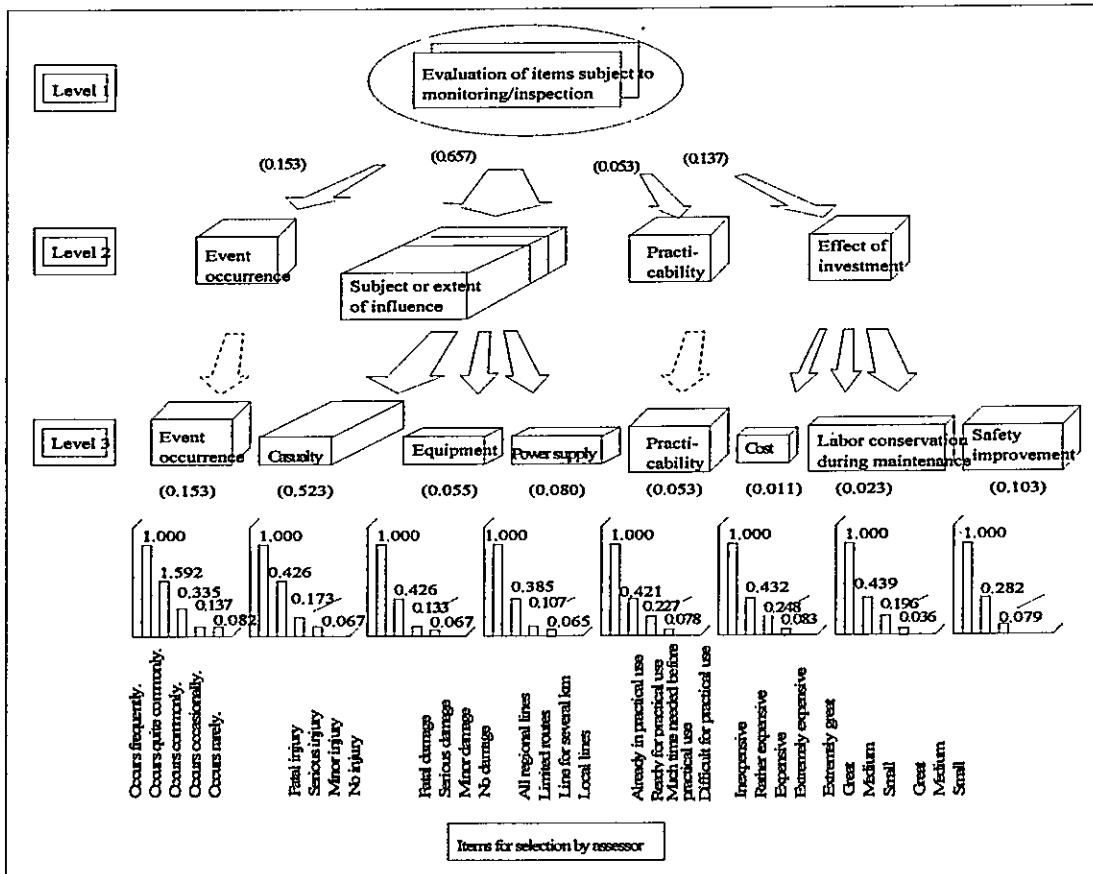 Level 1
Evaluation of items subject to
monitoring/inspection
(0.153)
(0.657)
(0.053)
(0.137)
Level 2
Event
occurrence
Subject or extent
of influence
Practi-
cability
Effect of
investment
Level 3
Event
occurrence
Casualty
Equipment
Power supply
Practi-
cability
Cost
Labor conservation
during maintenance
Safety
improvement
(0.153)
(0.523)
(0.055)
(0.080)
(0.053)
(0.011)
(0.023)
(0.103)
1.000
1.592
0.335
0.137
0.082
1.000
0.426
0.173
0.067
1.000
0.426
0.133
0.067
1.000
0.385
0.107
0.065
1.000
0.421
0.227
0.078
1.000
0.432
0.248
0.083
1.000
0.439
0.196
0.036
1.000
0.282
0.079
Occurs frequently.
Occurs quite commonly.
Occurs commonly.
Occurs occesionally.
Occurs rarely.
Fatal injury
Serious injury
Minor injury
No injury
Fatal damage
Serious damage
Minor damage
No damage
All regional lines
Limited routes
Line for several km
Local lines
Already in practical use
Ready for practical use
Much time needed before
practical use
Difficult for practical use
Inexpensive
Rather expensive
Expensive
Extremely expensive
Extremely great
Great
Medium
Small
Great
Medium
Small
Items for selection by assessor